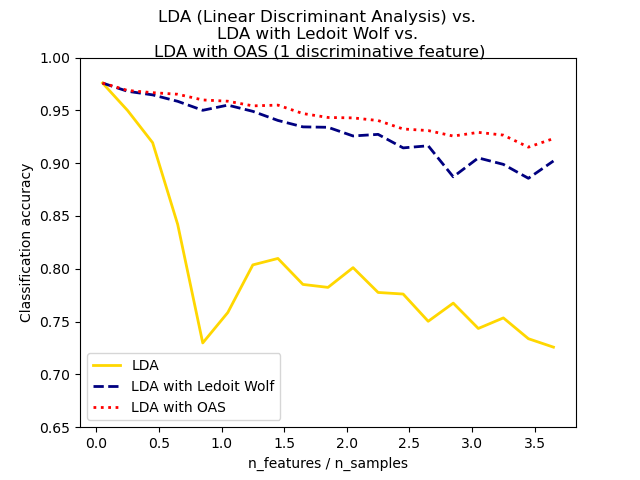 LDA (Linear Discriminant Analysis) vs.
LDA with Ledoit Wolf vs.
LDA with OAS (1 discriminative feature)
1.00
0.95
0.90
0.85
0.80
0.75
0.70
0.65
Classification accuracy
LDA
LDA with Ledoit Wolf
LDA with OAS
0.0 0.5 1.0 1.5 2.0 2.5 3.0 3.5
n_features / n_samples